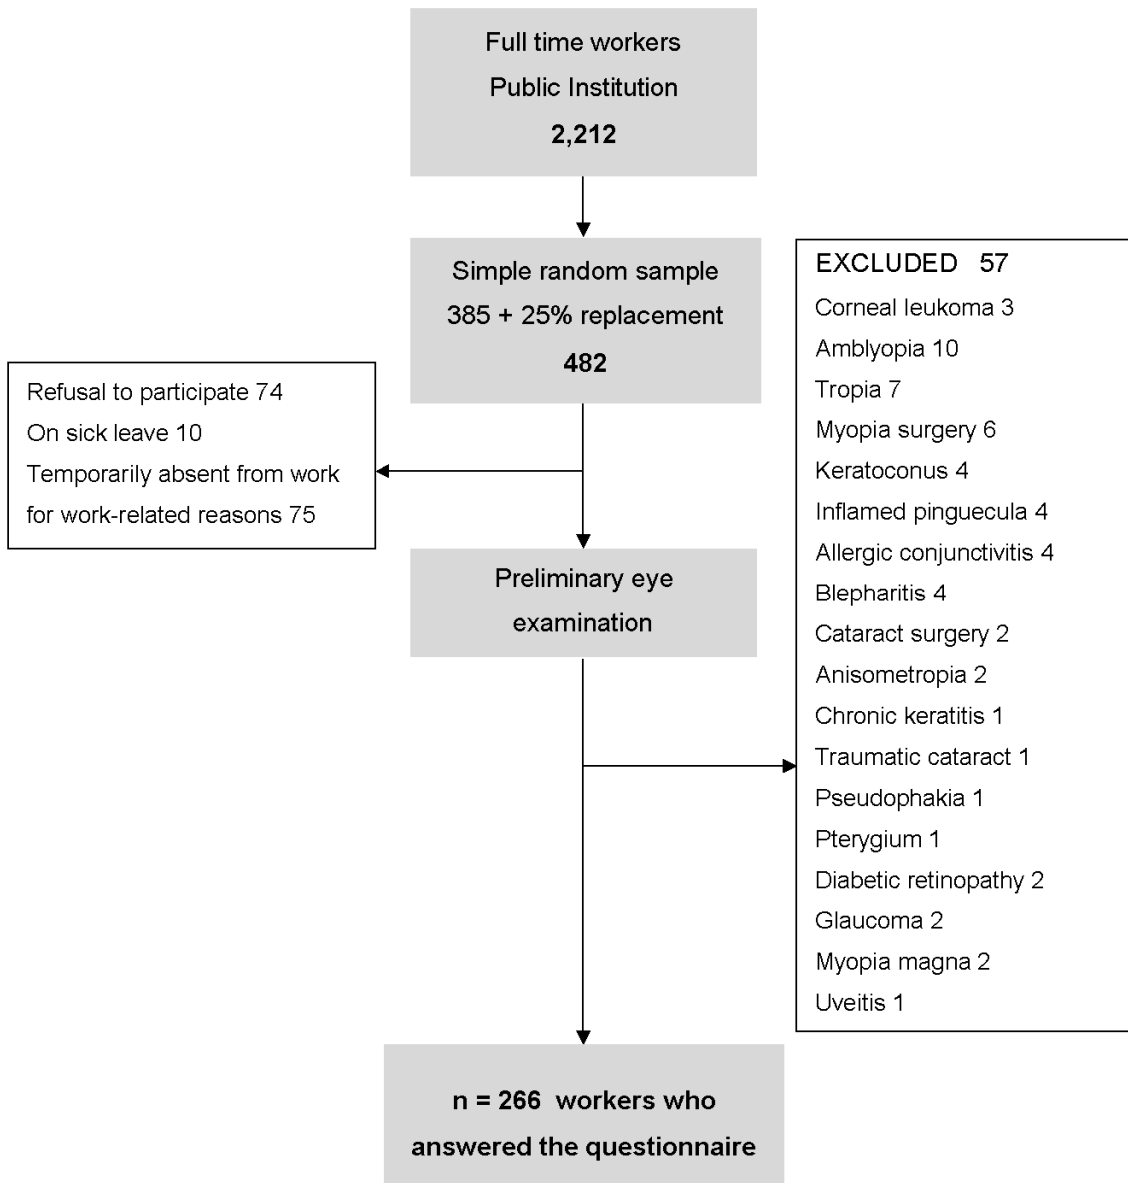 Full time workers
Public Institution
2,212
Simple random sample
385 + 25% replacement
482
Refusal to participate 74
On sick leave 10
Temporarily absent from work
for work-related reasons 75
Preliminary eye
examination
EXCLUDED 57
Corneal leukoma 3
Amblyopia 10
Tropia 7
Myopia surgery 6
Keratoconus 4
Inflamed pinguecula 4
Allergic conjunctivitis 4
Blepharitis 4
Cataract surgery 2
Anisometropia 2
Chronic keratitis 1
Traumatic cataract 1
Pseudophakia 1
Pterygium 1
Diabetic retinopathy 2
Glaucoma 2
Myopia magna 2
Uveitis 1
n = 266 workers who
answered the questionnaire